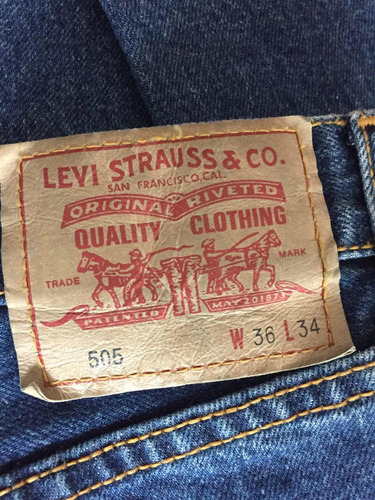 LEVI STRAUSS & CO.
SAN FRANCISCO, CAL.
ORIGINAL RIVETED
QUALITY CLOTHING
TRADE MARK
PATENTED MAY 20 1873
505 W 36 L 34